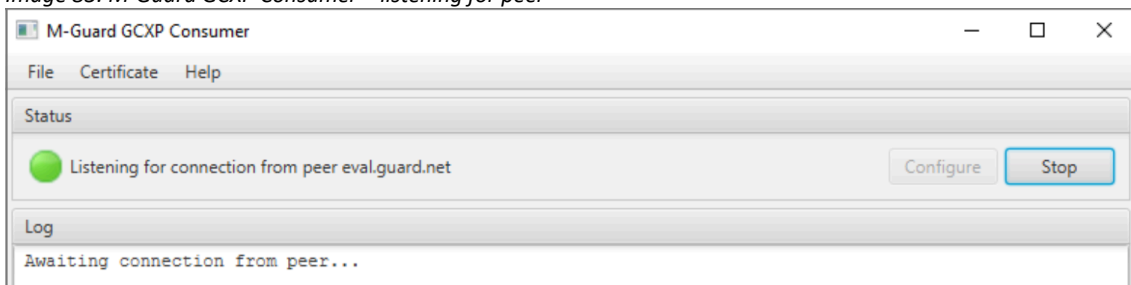 M-Guard GCXP Consumer
File Certificate Help
Status
Listening for connection from peer eval.guard.net
Configure Stop
Log
Awaiting connection from peer...